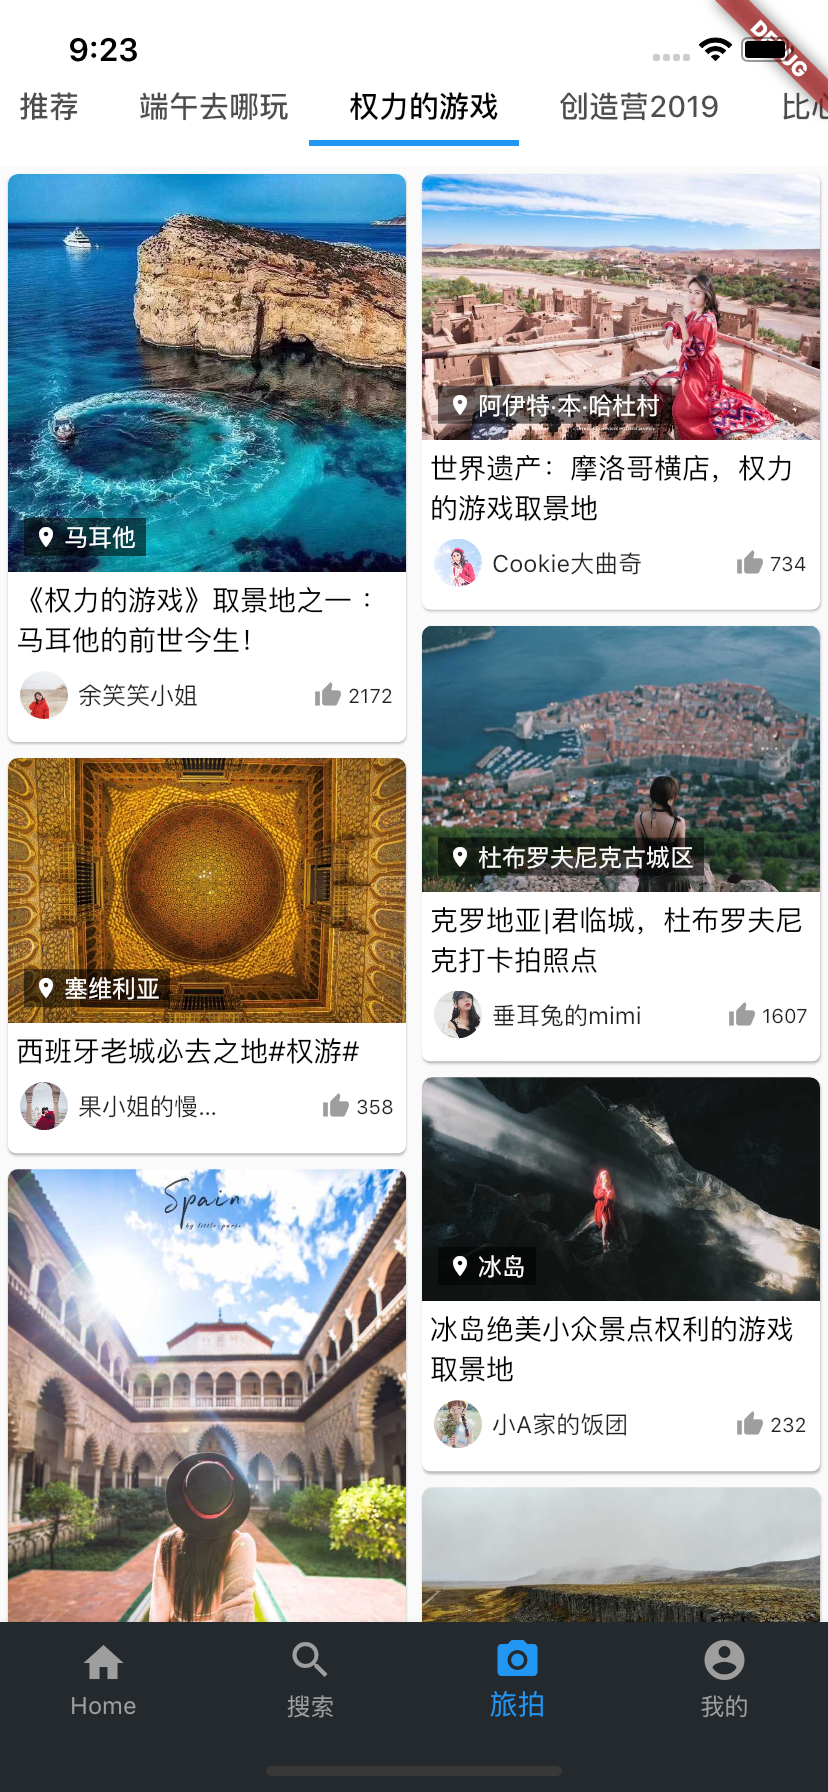 9:23
DEBUG
推荐
端午去哪玩
权力的游戏
创造营2019
比心
马耳他
《权力的游戏》取景地之一：
马耳他的前世今生！
余笑笑小姐
2172
阿伊特·本·哈杜村
世界遗产：摩洛哥横店，权力
的游戏取景地
Cookie大曲奇
734
杜布罗夫尼克古城区
克罗地亚|君临城，杜布罗夫尼
克打卡拍照点
垂耳兔的mimi
1607
塞维利亚
西班牙老城必去之地#权游#
果小姐的慢...
358
冰岛
冰岛绝美小众景点权利的游戏
取景地
小A家的饭团
232
Spain
Home
搜索
旅拍
我的